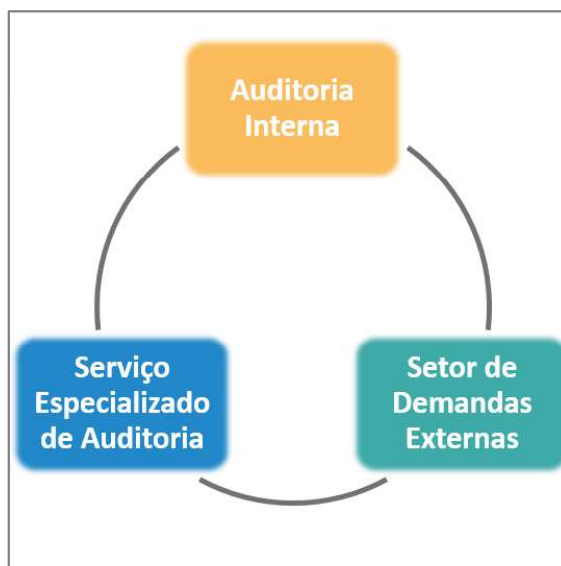 Auditoria
Interna
Serviço
Especializado
de Auditoria
Setor de
Demandas
Externas